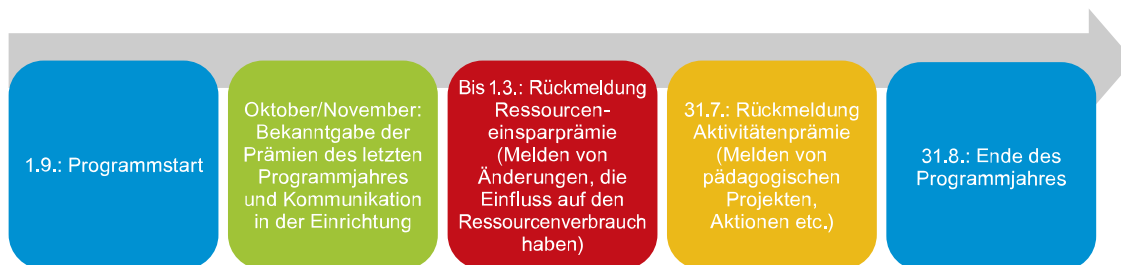 1.9.: Programmstart
Oktober/November:
Bekanntgabe der
Prämien des letzten
Programmjahres
und Kommunikation
in der Einrichtung
Bis 1.3.: Rückmeldung
Ressourcen-
einsparprämie
(Melden von
Änderungen, die
Einfluss auf den
Ressourcenverbrauch
haben)
31.7.: Rückmeldung
Aktivitätenprämie
(Melden von
pädagogischen
Projekten,
Aktionen etc.)
31.8.: Ende des
Programmjahres